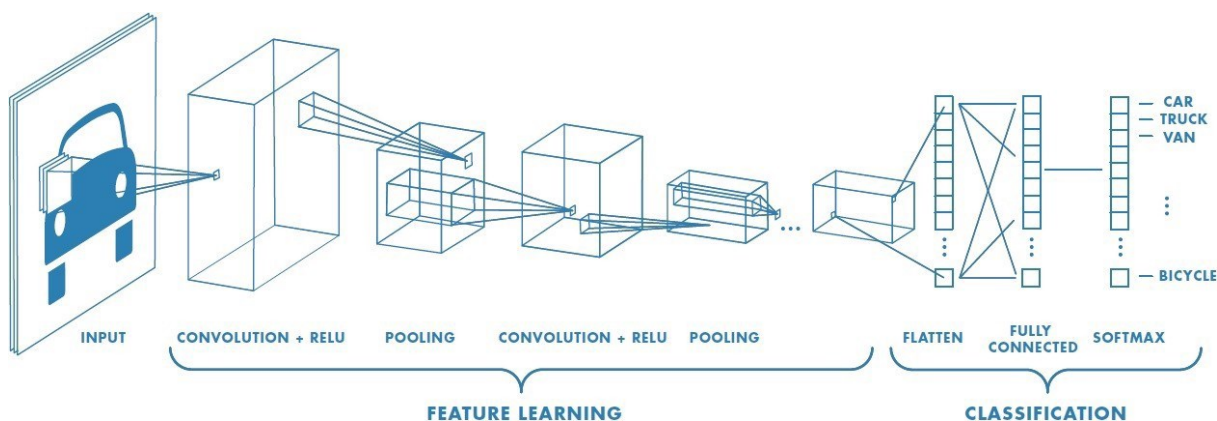 CAR
TRUCK
VAN
BICYCLE
INPUT
CONVOLUTION + RELU
POOLING
CONVOLUTION + RELU
POOLING
FLATTEN
FULLY
CONNECTED
SOFTMAX
FEATURE LEARNING
CLASSIFICATION